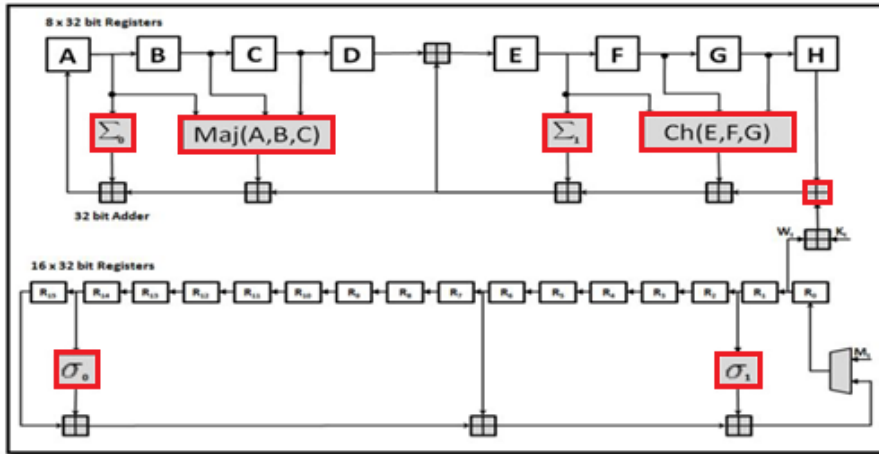 8 x 32 bit Registers
A B C D E F G H
Σ₀ Maj(A,B,C) Σ₁ Ch(E,F,G)
32 bit Adder
Wₜ Kₜ
16 x 32 bit Registers
R₁₅ R₁₄ R₁₃ R₁₂ R₁₁ R₁₀ R₉ R₈ R₇ R₆ R₅ R₄ R₃ R₂ R₁ R₀
Mₜ
σ₀ σ₁